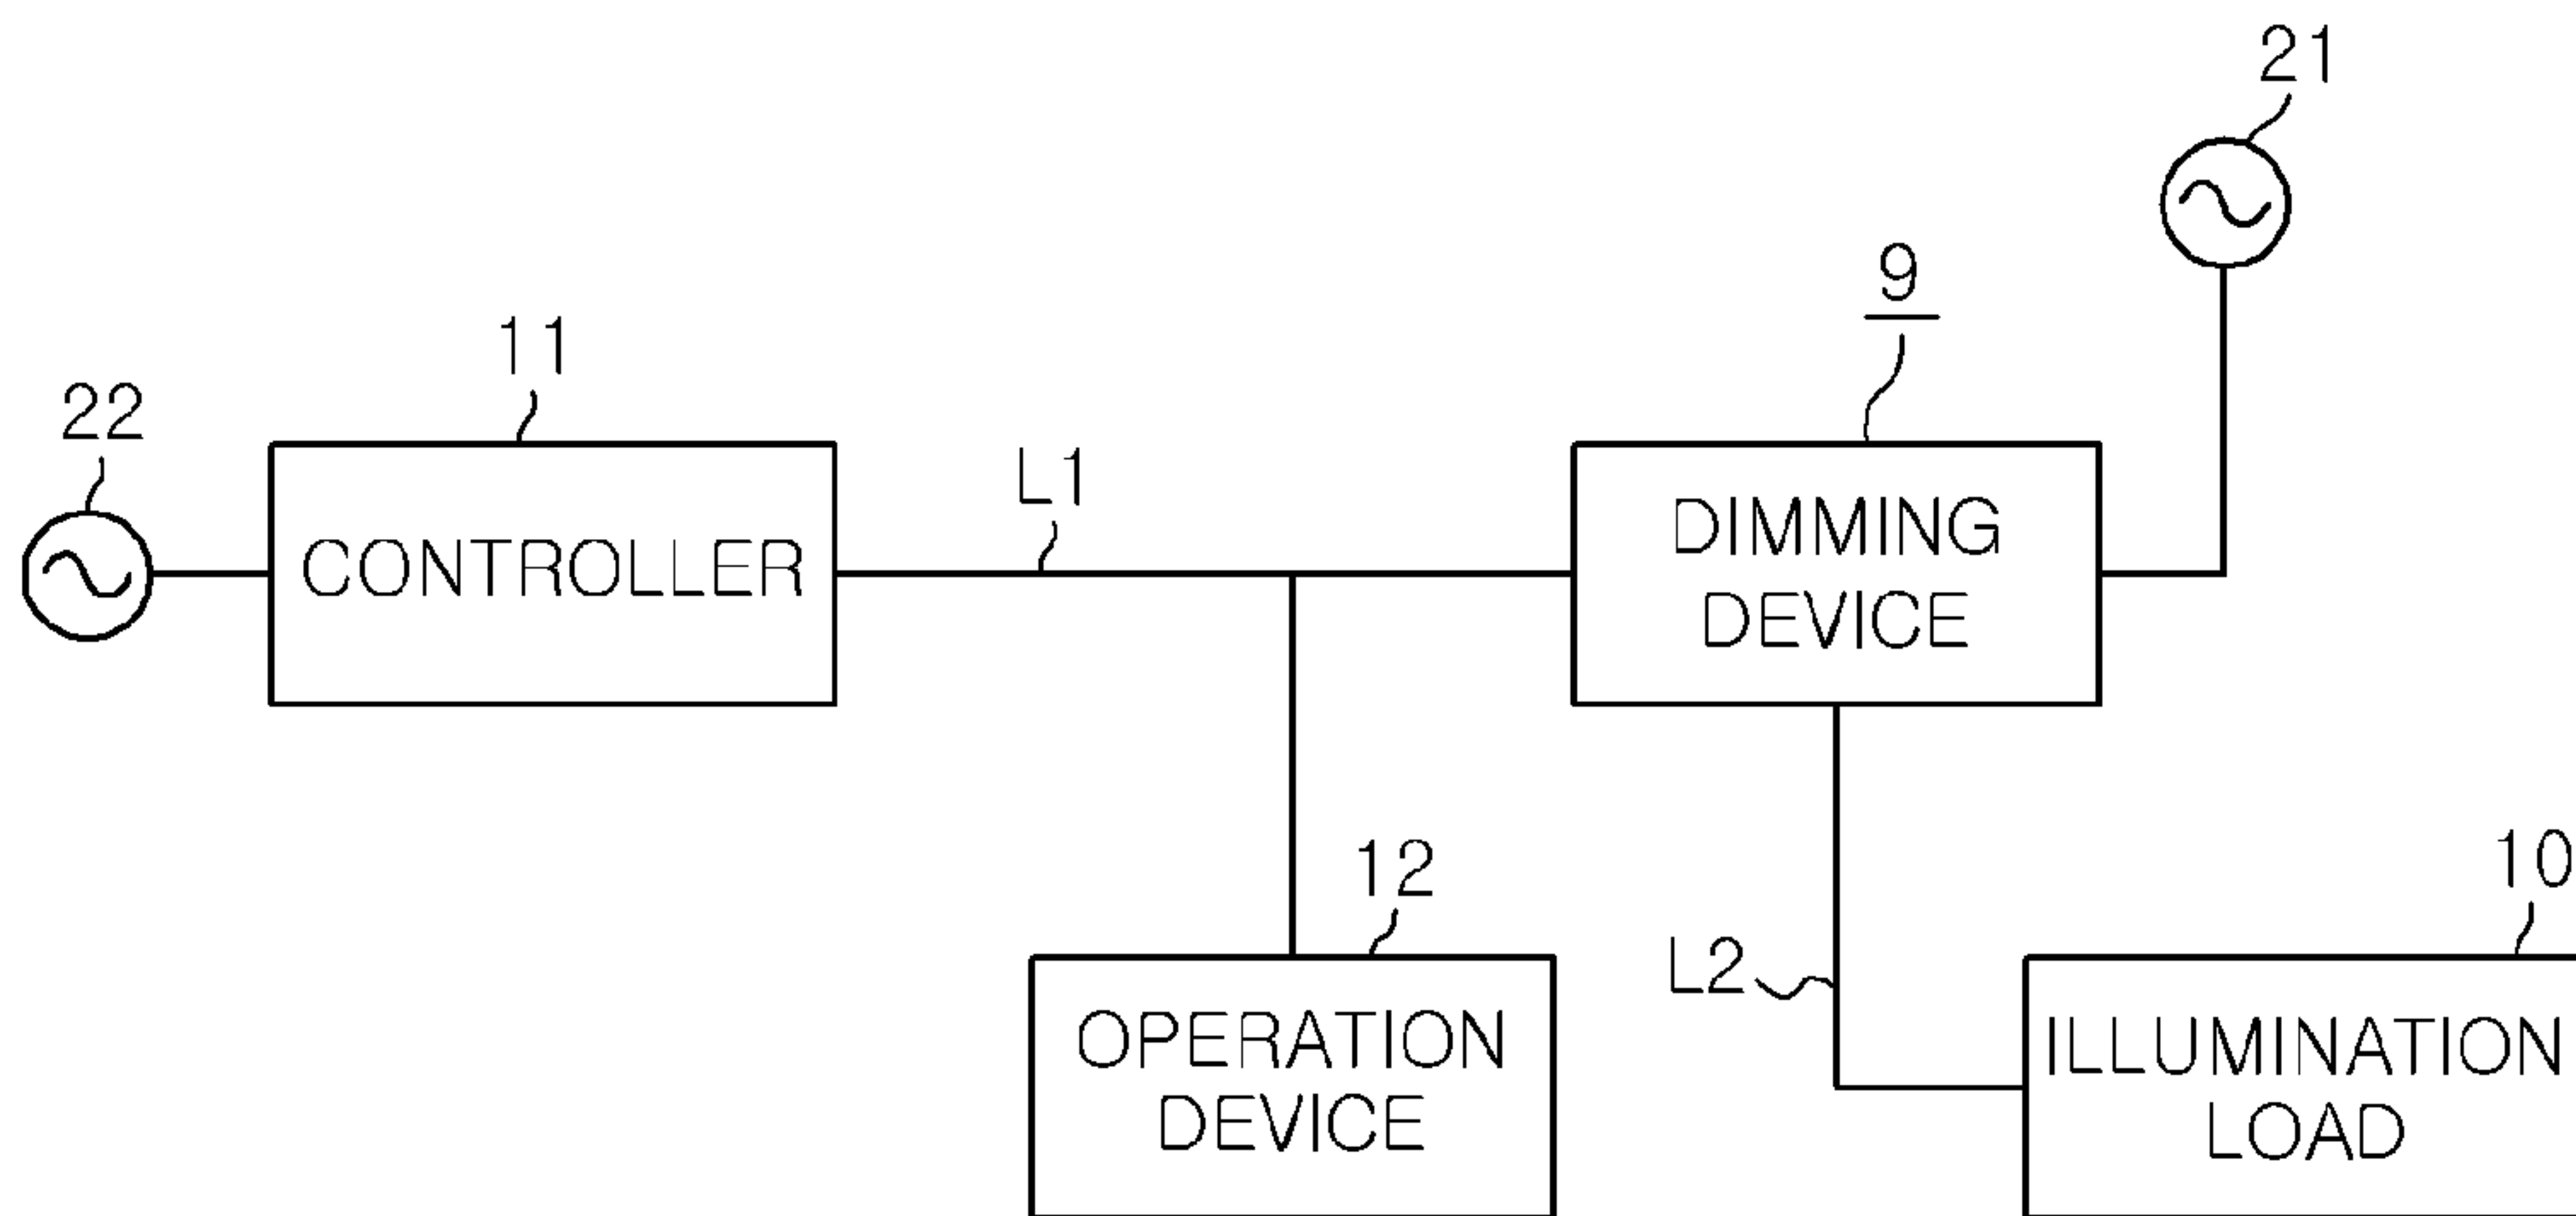 21
9
11
22
L1
CONTROLLER
DIMMING
DEVICE
12
10
L2
OPERATION
DEVICE
ILLUMINATION
LOAD